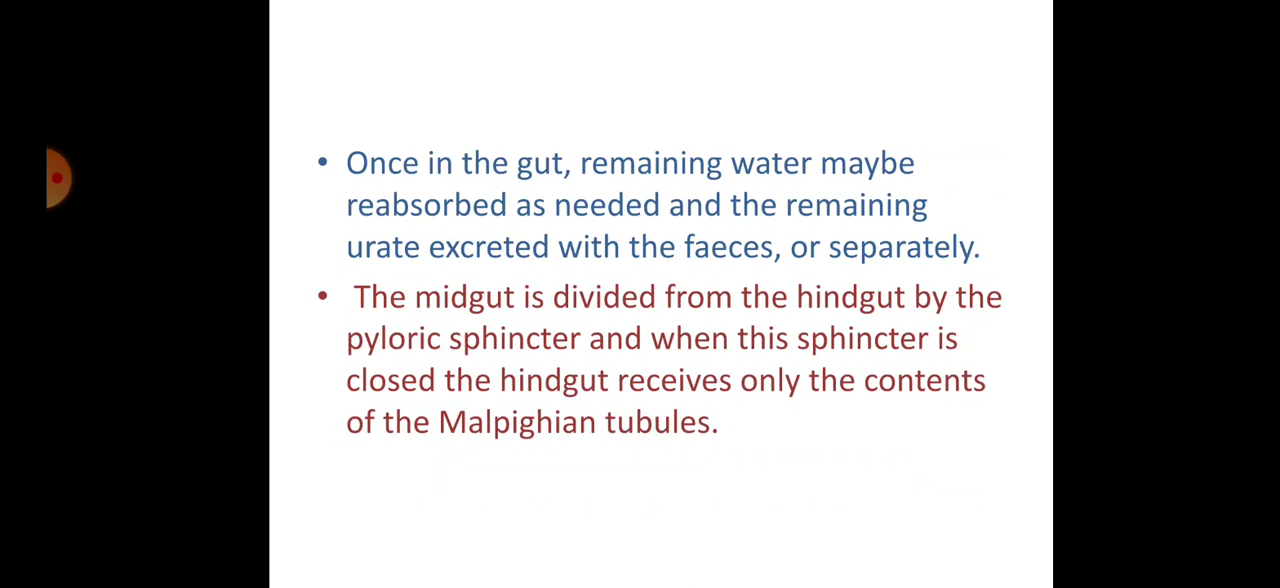 • Once in the gut, remaining water maybe
reabsorbed as needed and the remaining
urate excreted with the faeces, or separately.
• The midgut is divided from the hindgut by the
pyloric sphincter and when this sphincter is
closed the hindgut receives only the contents
of the Malpighian tubules.